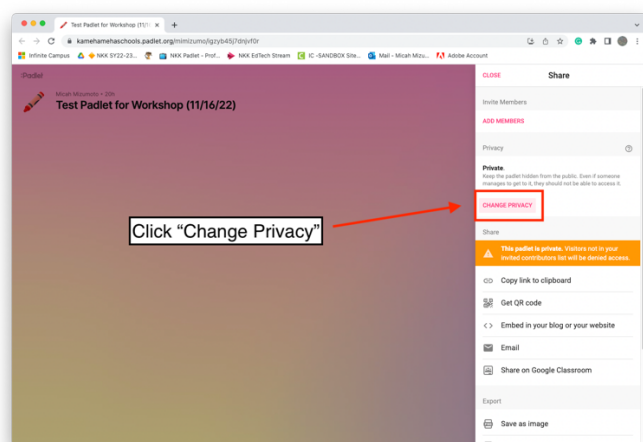 Test Padlet for Workshop (11/1
kamehamehaschools.padlet.org/mimizumo/igzyb45j7dnjvf0r
Infinite Campus
NKK SY22-23...
NKK Padlet - Prof...
NKK EdTech Stream
IC -SANDBOX Site...
Mail - Micah Mizu...
Adobe Account
:Padlet
Micah Mizumoto • 20h
Test Padlet for Workshop (11/16/22)
Click “Change Privacy”
CLOSE
Share
Invite Members
ADD MEMBERS
Privacy
Private.
Keep the padlet hidden from the public. Even if someone
manages to get to it, they should not be able to access it.
CHANGE PRIVACY
Share
This padlet is private. Visitors not in your
invited contributors list will be denied access.
Copy link to clipboard
Get QR code
Embed in your blog or your website
Email
Share on Google Classroom
Export
Save as image